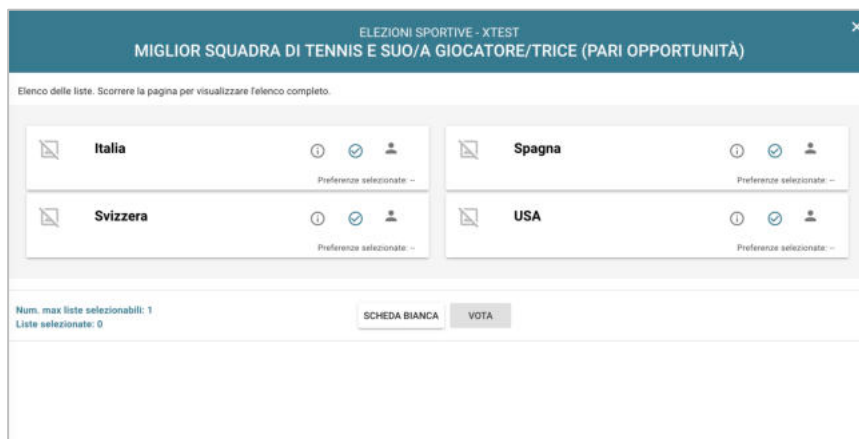 ELEZIONI SPORTIVE - XTEST
MIGLIOR SQUADRA DI TENNIS E SUO/A GIOCATORE/TRICE (PARI OPPORTUNITÀ)
Elenco delle liste. Scorrere la pagina per visualizzare l'elenco completo.
Italia
Preferenze selezionate: --
Spagna
Preferenze selezionate: --
Svizzera
Preferenze selezionate: --
USA
Preferenze selezionate: --
Num. max liste selezionabili: 1
Liste selezionate: 0
SCHEDA BIANCA
VOTA